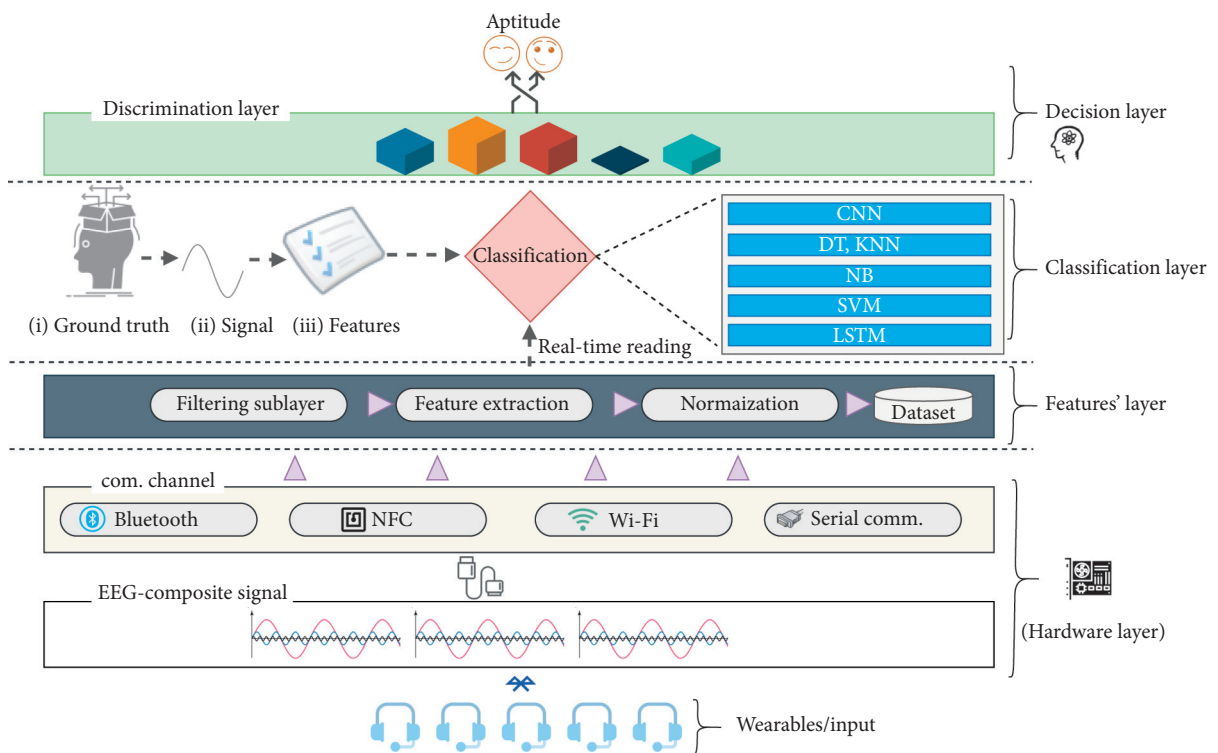 Aptitude
Discrimination layer
Decision layer
CNN
DT, KNN
NB
SVM
LSTM
Classification
Classification layer
(i) Ground truth
(ii) Signal
(iii) Features
Real-time reading
Filtering sublayer
Feature extraction
Normaization
Dataset
Features' layer
com. channel
Bluetooth
NFC
Wi-Fi
Serial comm.
EEG-composite signal
(Hardware layer)
Wearables/input